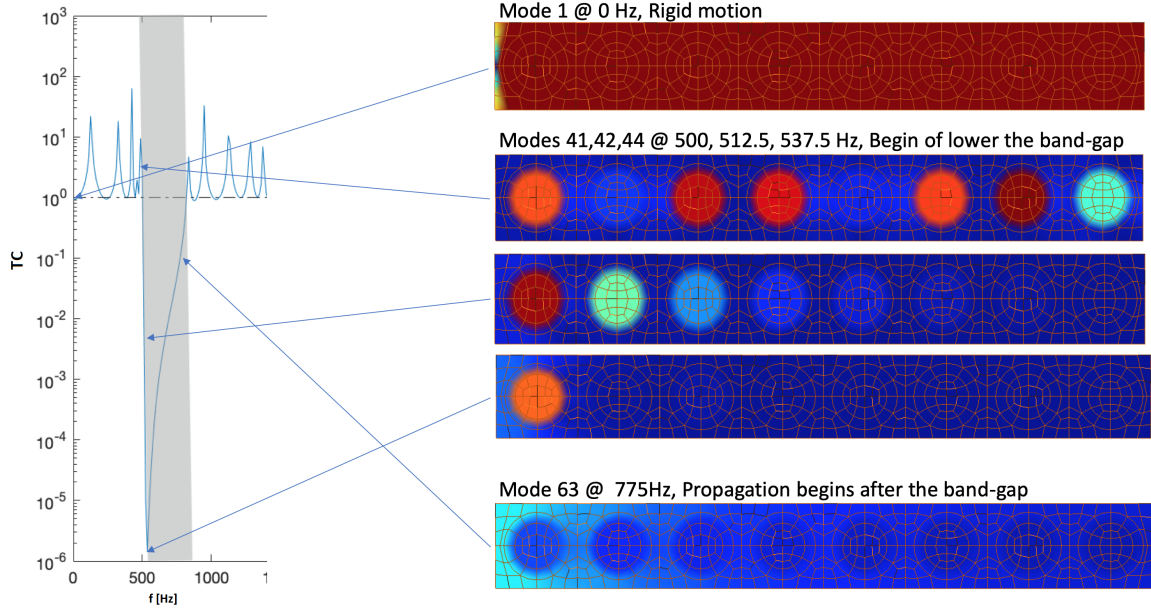 Mode 1 @ 0 Hz, Rigid motion
Modes 41,42,44 @ 500, 512.5, 537.5 Hz, Begin of lower the band-gap
Mode 63 @ 775Hz, Propagation begins after the band-gap
10³
10²
10¹
10⁰
10⁻¹
10⁻²
10⁻³
10⁻⁴
10⁻⁵
10⁻⁶
TC
0 500 1000 1
f [Hz]